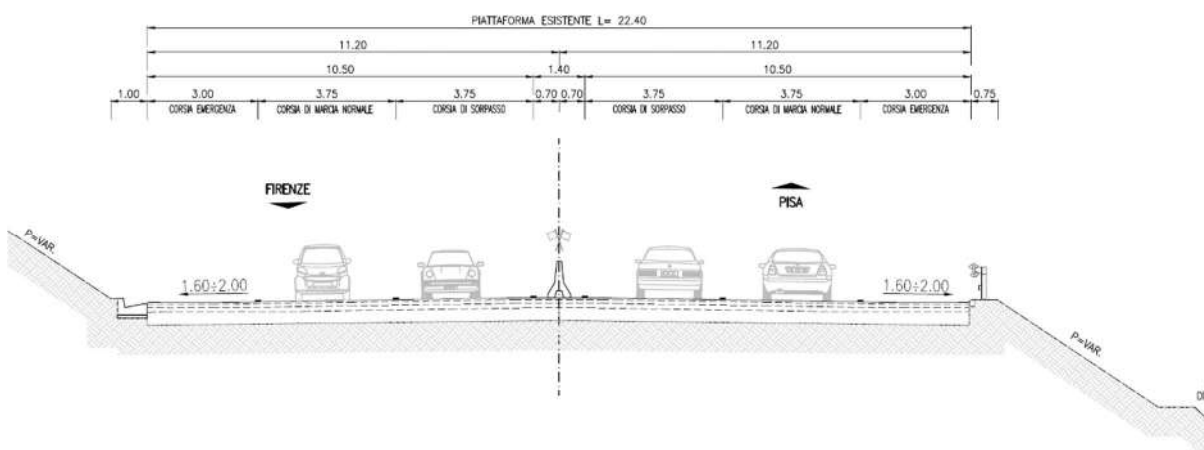 PIATTAFORMA ESISTENTE L= 22.40
11.20 11.20
10.50 1.40 10.50
1.00 3.00 3.75 3.75 0.70 0.70 3.75 3.75 3.00 0.75
CORSIA EMERGENZA CORSIA DI MARCIA NORMALE CORSIA DI SORPASSO CORSIA DI SORPASSO CORSIA DI MARCIA NORMALE CORSIA EMERGENZA
FIRENZE
PISA
P=VAR.
1.60÷2.00 1.60÷2.00
P=VAR.